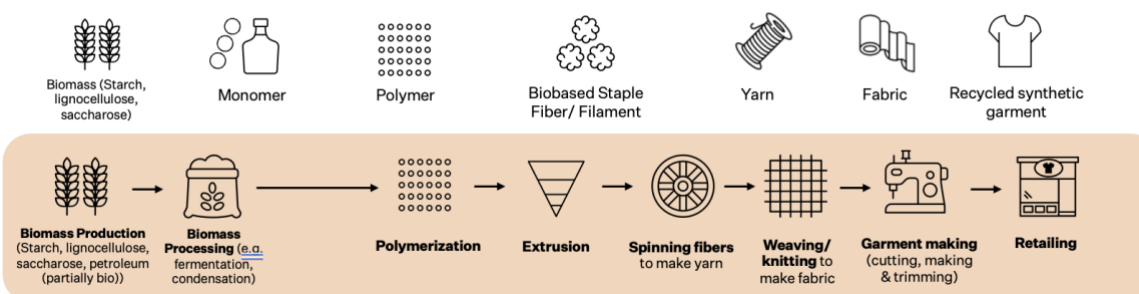 Biomass (Starch,
lignocellulose,
saccharose)
Monomer
Polymer
Biobased Staple
Fiber/ Filament
Yarn
Fabric
Recycled synthetic
garment
Biomass Production
(Starch, lignocellulose,
saccharose, petroleum
(partially bio))
Biomass
Processing (e.g.
fermentation,
condensation)
Polymerization
Extrusion
Spinning fibers
to make yarn
Weaving/
knitting to
make fabric
Garment making
(cutting, making
& trimming)
Retailing